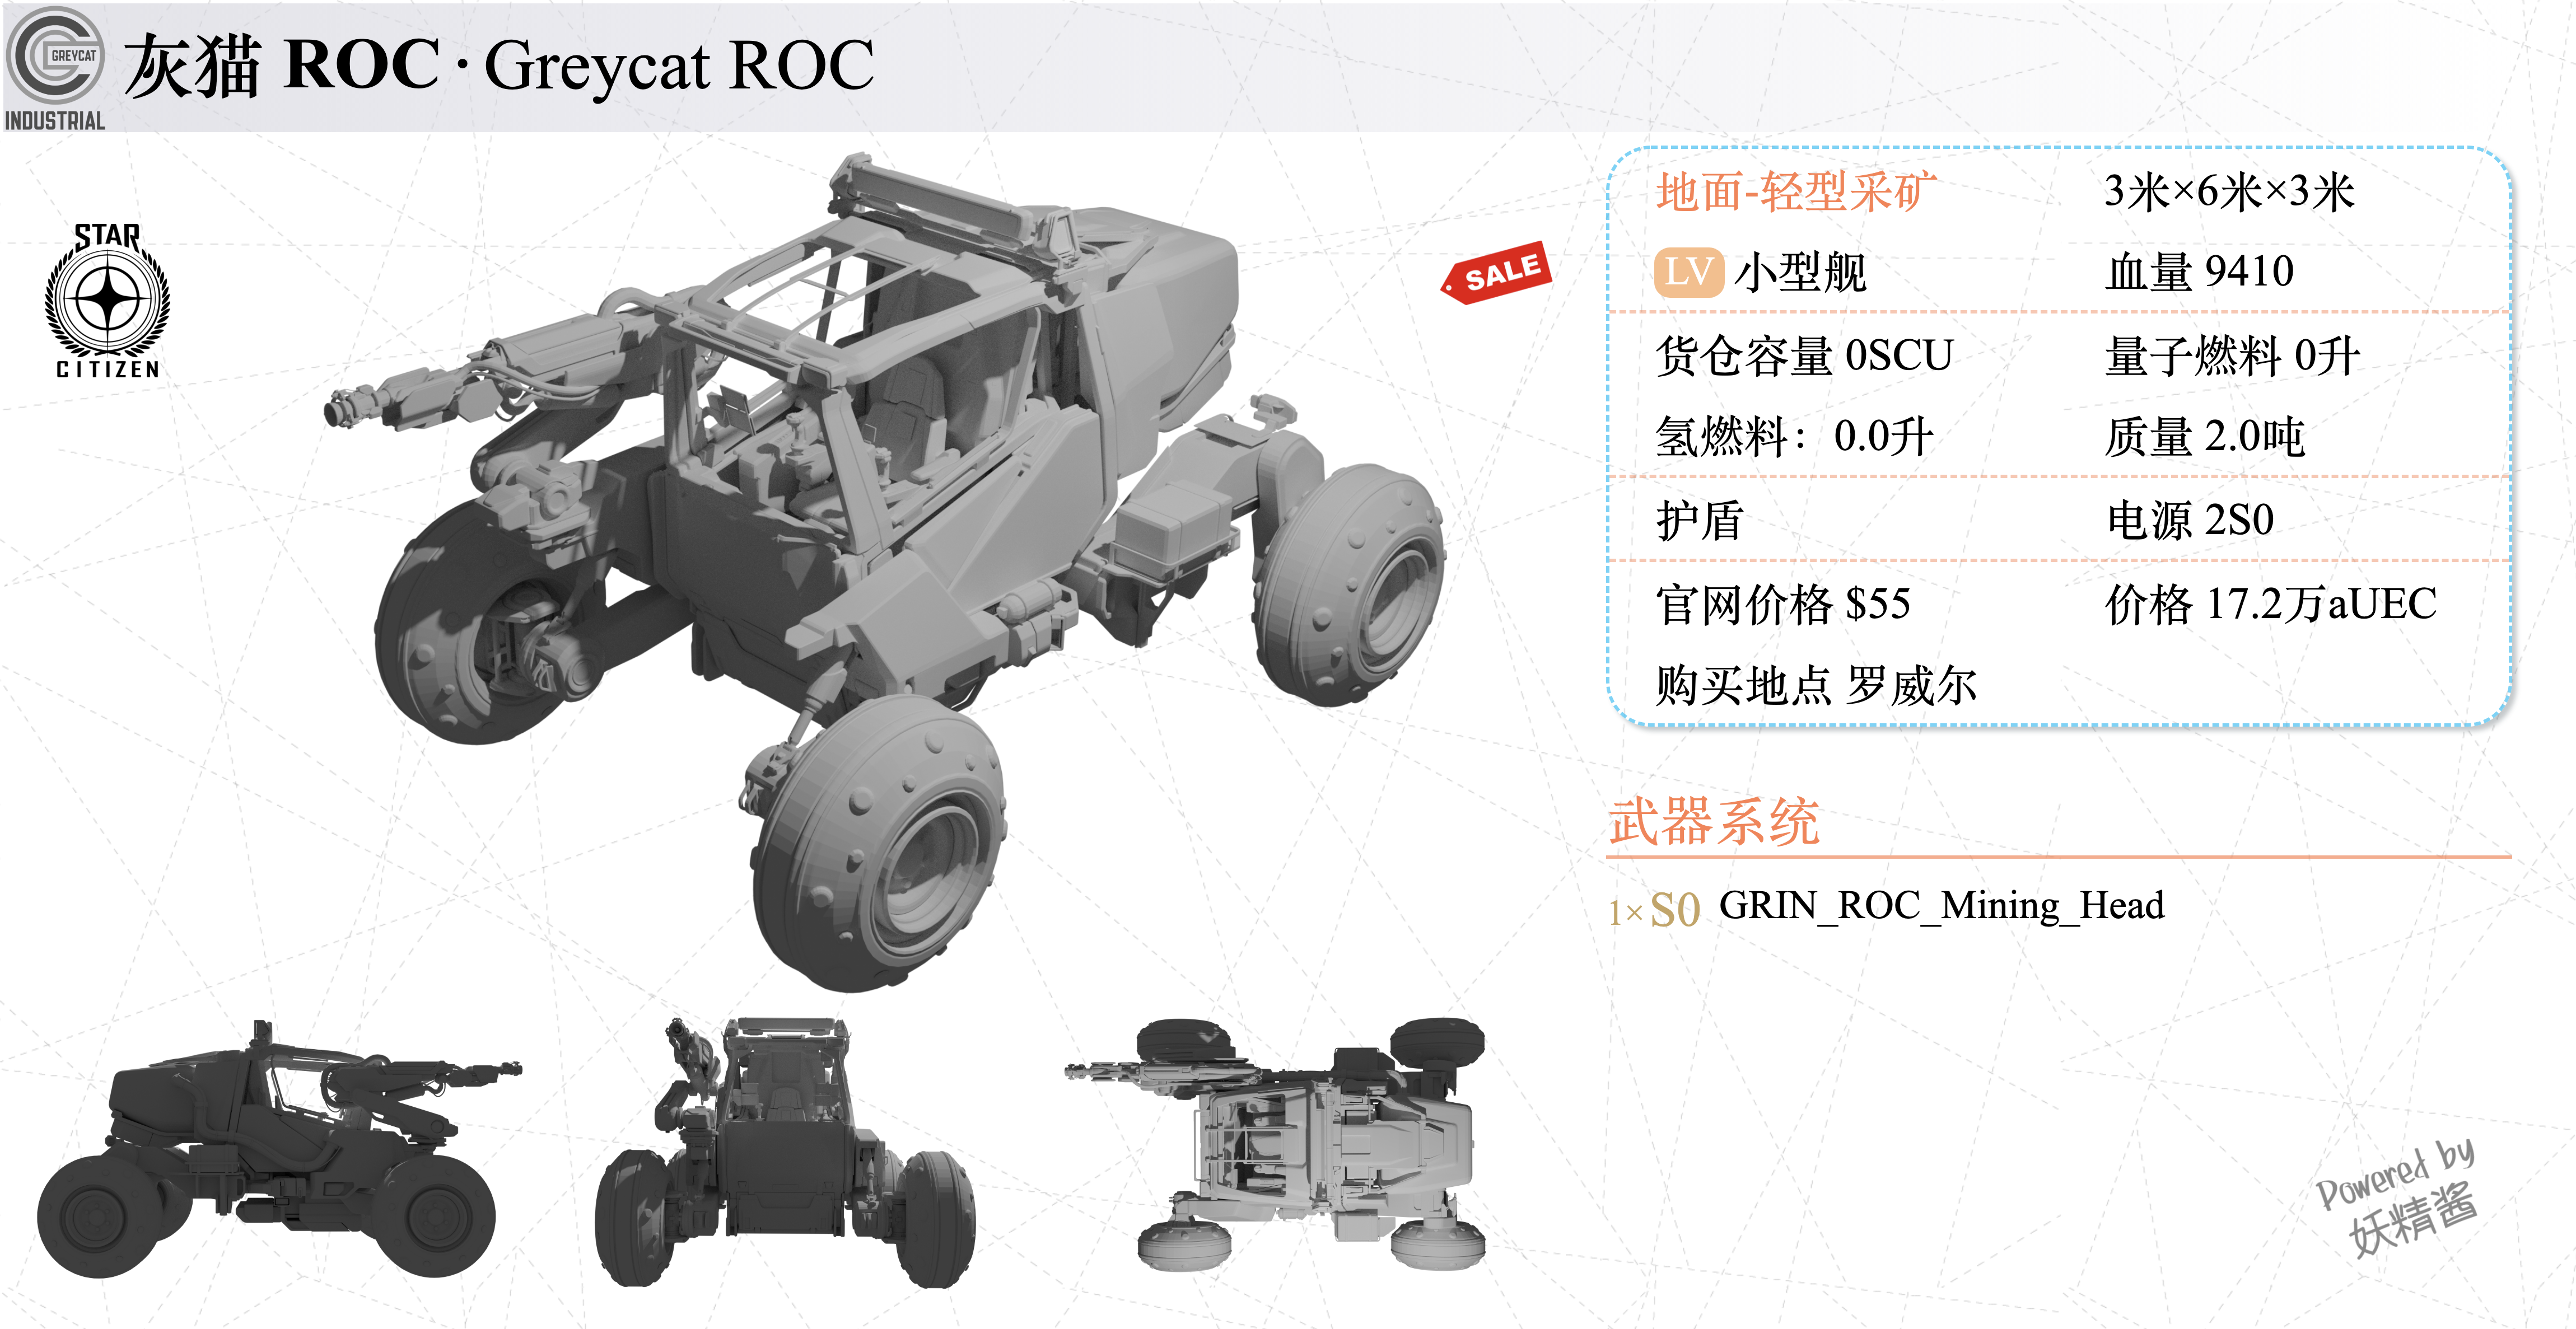 GREYCAT
INDUSTRIAL
灰猫 ROC · Greycat ROC
STAR
CITIZEN
SALE
地面-轻型采矿 3米×6米×3米
LV 小型舰 血量 9410
货仓容量 0SCU 量子燃料 0升
氢燃料：0.0升 质量 2.0吨
护盾 电源 2S0
官网价格 $55 价格 17.2万aUEC
购买地点 罗威尔
武器系统
1× S0 GRIN_ROC_Mining_Head
Powered by
妖精酱